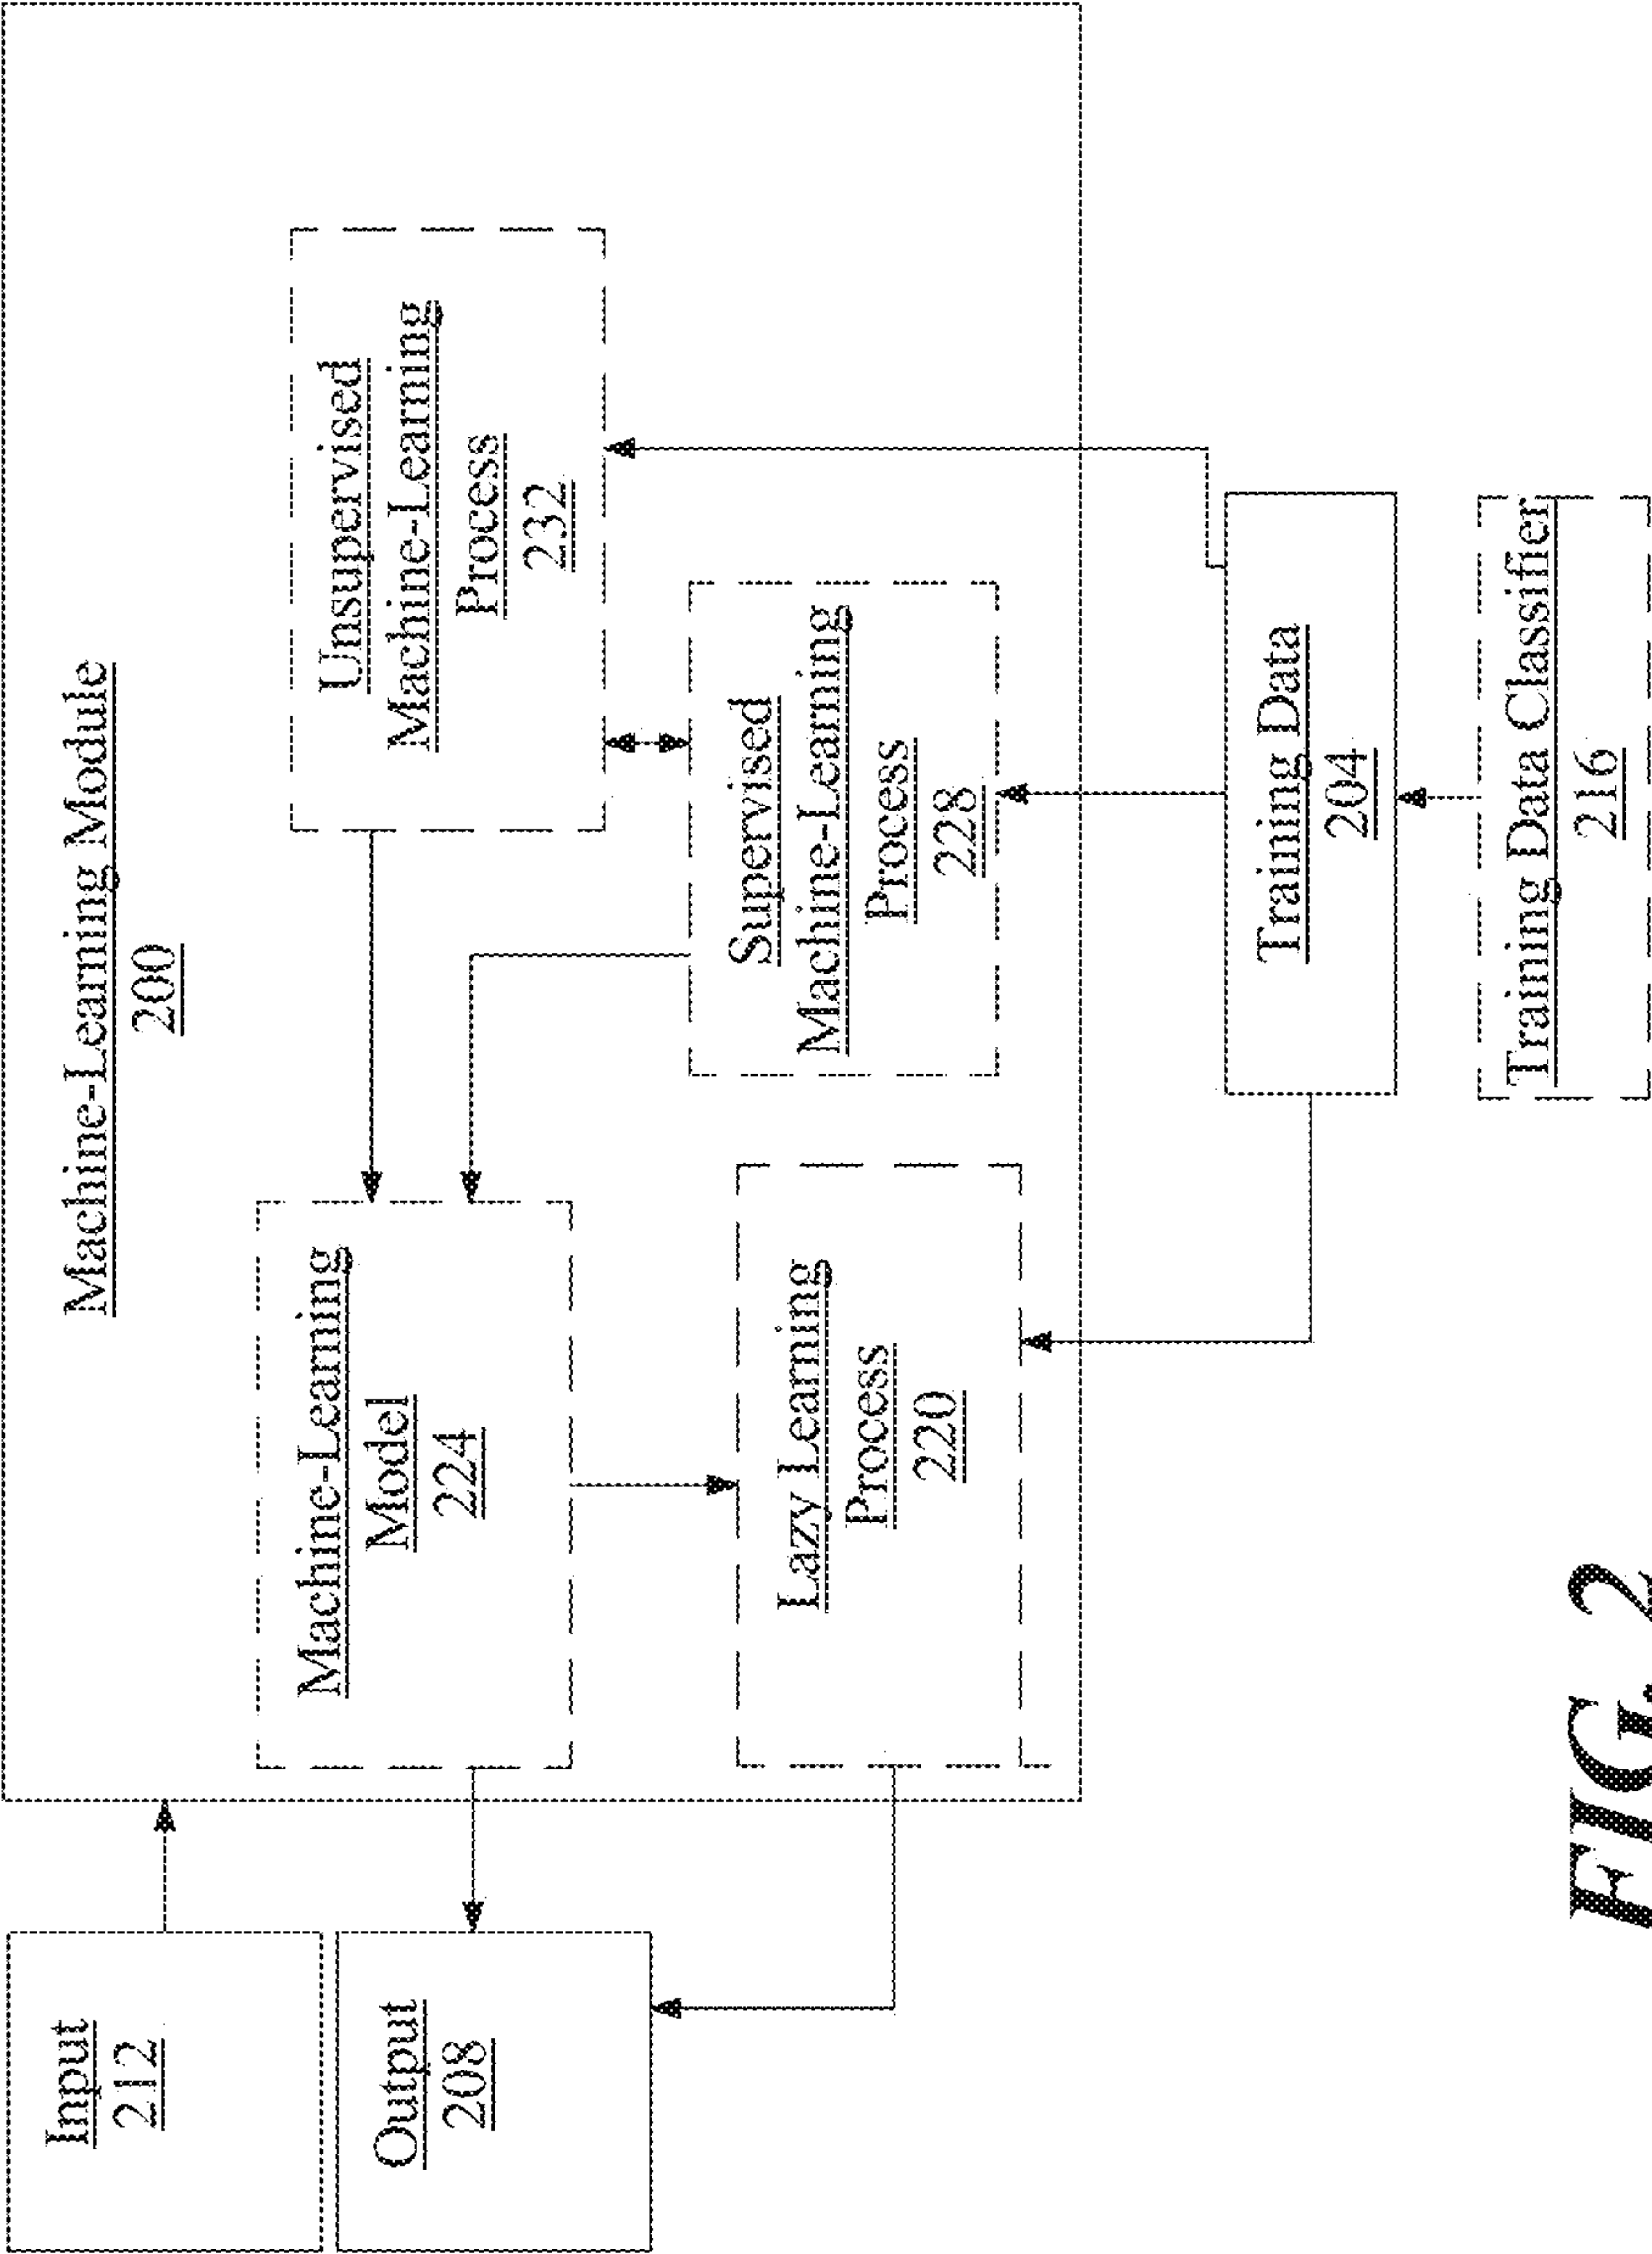 Machine-Learning Module
200
Input
212
Output
208
Machine-Learning
Model
224
Unsupervised
Machine-Learning
Process
232
Supervised
Machine-Learning
Process
228
Lazy Learning
Process
220
Training Data
204
Training Data Classifier
216
FIG. 2